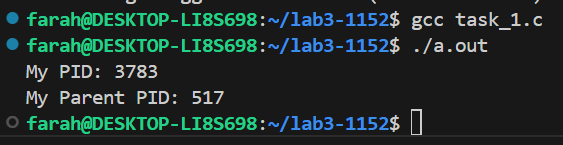 farah@DESKTOP-LI8S698:~/lab3-1152$ gcc task_1.c
farah@DESKTOP-LI8S698:~/lab3-1152$ ./a.out
My PID: 3783
My Parent PID: 517
farah@DESKTOP-LI8S698:~/lab3-1152$